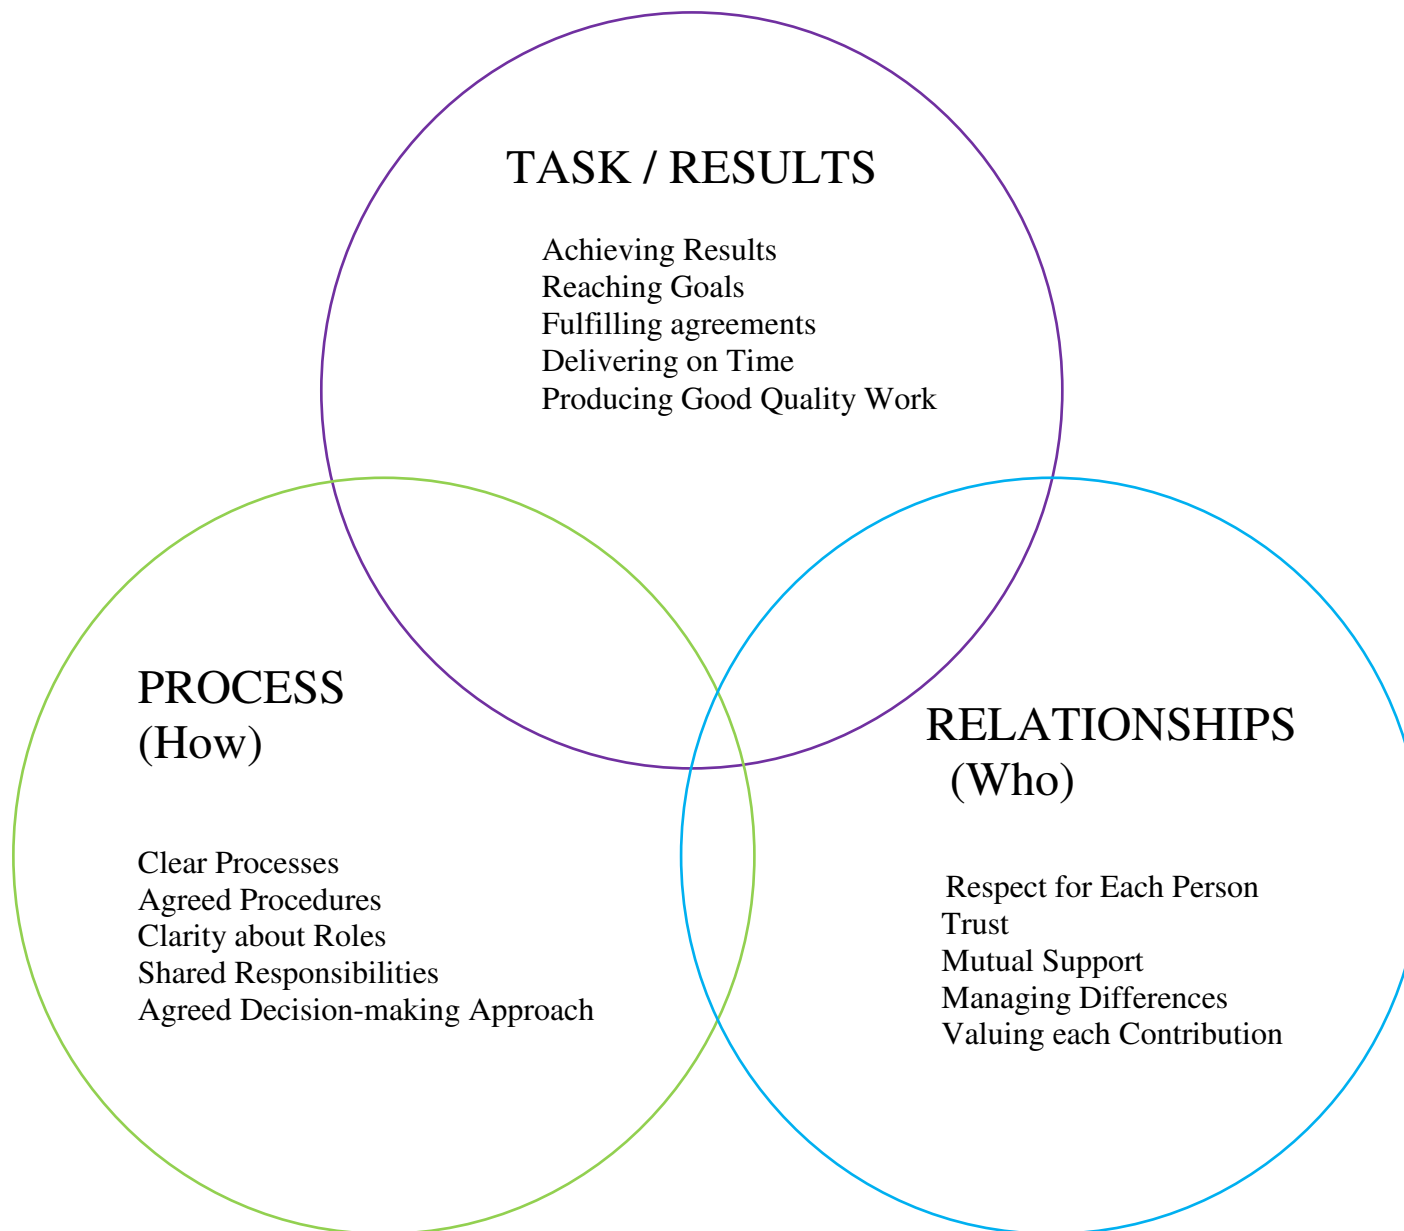 TASK / RESULTS
Achieving Results
Reaching Goals
Fulfilling agreements
Delivering on Time
Producing Good Quality Work
PROCESS
(How)
Clear Processes
Agreed Procedures
Clarity about Roles
Shared Responsibilities
Agreed Decision-making Approach
RELATIONSHIPS
(Who)
Respect for Each Person
Trust
Mutual Support
Managing Differences
Valuing each Contribution